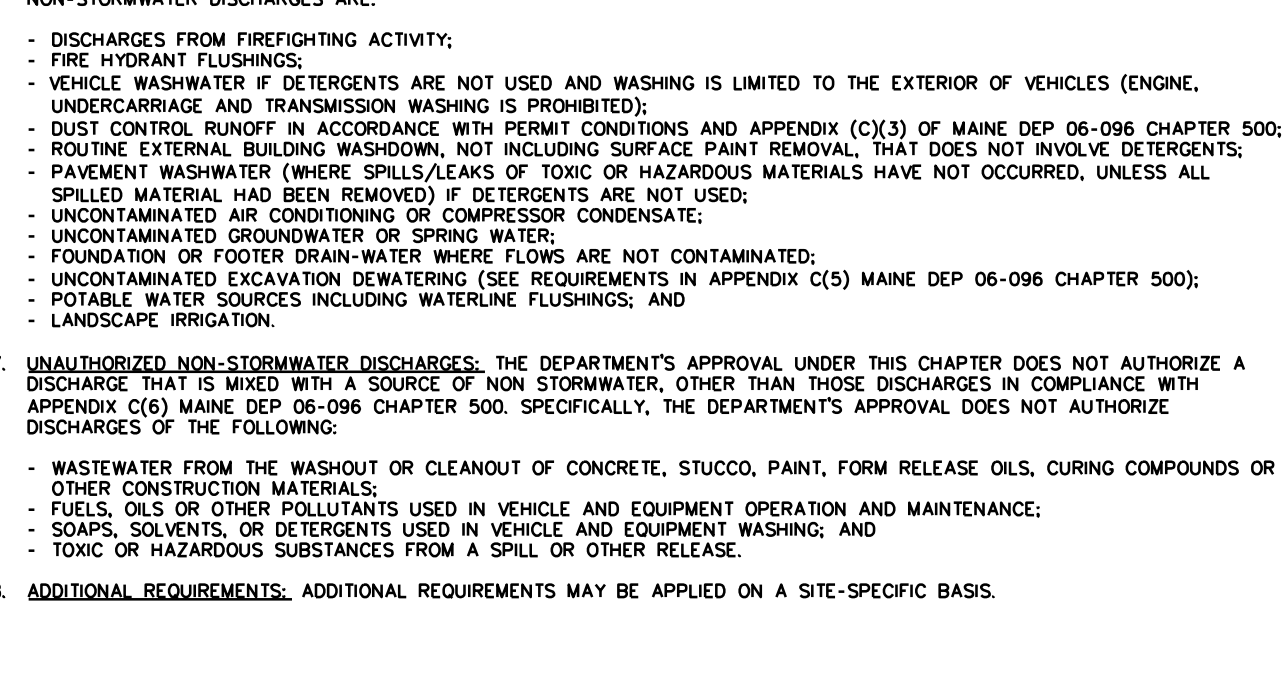 NON-STORMWATER DISCHARGES ARE:
- DISCHARGES FROM FIREFIGHTING ACTIVITY;
- FIRE HYDRANT FLUSHINGS;
- VEHICLE WASHWATER IF DETERGENTS ARE NOT USED AND WASHING IS LIMITED TO THE EXTERIOR OF VEHICLES (ENGINE,
UNDERCARRIAGE AND TRANSMISSION WASHING IS PROHIBITED);
- DUST CONTROL RUNOFF IN ACCORDANCE WITH PERMIT CONDITIONS AND APPENDIX (C)(3) OF MAINE DEP 06-096 CHAPTER 500;
- ROUTINE EXTERNAL BUILDING WASHDOWN, NOT INCLUDING SURFACE PAINT REMOVAL, THAT DOES NOT INVOLVE DETERGENTS;
- PAVEMENT WASHWATER (WHERE SPILLS/LEAKS OF TOXIC OR HAZARDOUS MATERIALS HAVE NOT OCCURRED, UNLESS ALL
SPILLED MATERIAL HAD BEEN REMOVED) IF DETERGENTS ARE NOT USED;
- UNCONTAMINATED AIR CONDITIONING OR COMPRESSOR CONDENSATE;
- UNCONTAMINATED GROUNDWATER OR SPRING WATER;
- FOUNDATION OR FOOTER DRAIN-WATER WHERE FLOWS ARE NOT CONTAMINATED;
- UNCONTAMINATED EXCAVATION DEWATERING (SEE REQUIREMENTS IN APPENDIX C(5) MAINE DEP 06-096 CHAPTER 500);
- POTABLE WATER SOURCES INCLUDING WATERLINE FLUSHINGS; AND
- LANDSCAPE IRRIGATION.
UNAUTHORIZED NON-STORMWATER DISCHARGES: THE DEPARTMENT'S APPROVAL UNDER THIS CHAPTER DOES NOT AUTHORIZE A
DISCHARGE THAT IS MIXED WITH A SOURCE OF NON STORMWATER, OTHER THAN THOSE DISCHARGES IN COMPLIANCE WITH
APPENDIX C(6) MAINE DEP 06-096 CHAPTER 500. SPECIFICALLY, THE DEPARTMENT'S APPROVAL DOES NOT AUTHORIZE
DISCHARGES OF THE FOLLOWING:
- WASTEWATER FROM THE WASHOUT OR CLEANOUT OF CONCRETE, STUCCO, PAINT, FORM RELEASE OILS, CURING COMPOUNDS OR
OTHER CONSTRUCTION MATERIALS;
- FUELS, OILS OR OTHER POLLUTANTS USED IN VEHICLE AND EQUIPMENT OPERATION AND MAINTENANCE;
- SOAPS, SOLVENTS, OR DETERGENTS USED IN VEHICLE AND EQUIPMENT WASHING; AND
- TOXIC OR HAZARDOUS SUBSTANCES FROM A SPILL OR OTHER RELEASE.
ADDITIONAL REQUIREMENTS: ADDITIONAL REQUIREMENTS MAY BE APPLIED ON A SITE-SPECIFIC BASIS.